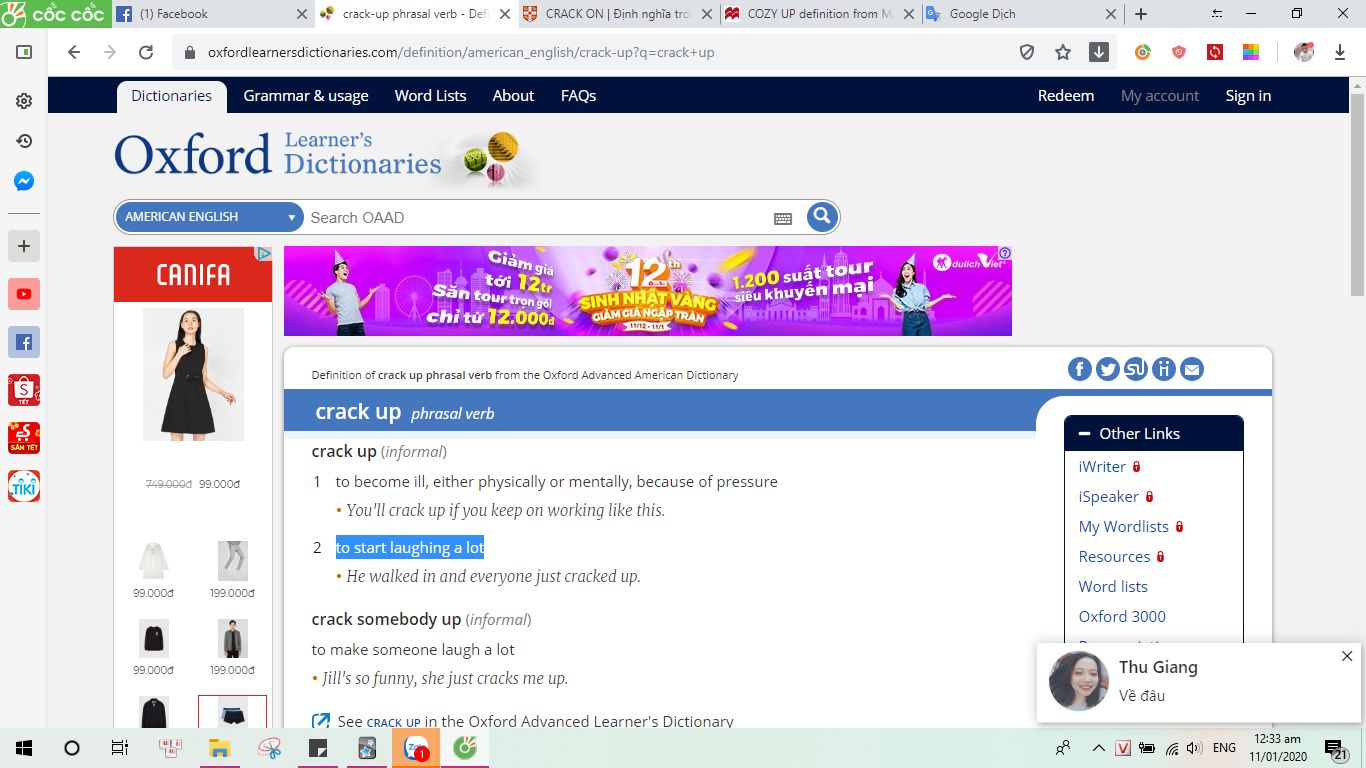 cốc cốc
(1) Facebook
crack-up phrasal verb - Defi
CRACK ON | Định nghĩa tro
COZY UP definition from M
Google Dịch
oxfordlearnersdictionaries.com/definition/american_english/crack-up?q=crack+up
Dictionaries
Grammar & usage
Word Lists
About
FAQs
Redeem
My account
Sign in
Oxford
Learner's
Dictionaries
AMERICAN ENGLISH
Search OAAD
CANIFA
749.000đ 99.000đ
99.000đ 199.000đ
99.000đ 199.000đ
Giảm giá
tới 12tr
Săn tour trọn gói
chỉ từ 12.000đ
12th
SINH NHẬT VÀNG
GIẢM GIÁ NGẬP TRÀN
11/12 - 11/1
1.200 suất tour
siêu khuyến mại
dulichViet
Definition of crack up phrasal verb from the Oxford Advanced American Dictionary
crack up phrasal verb
crack up (informal)
1 to become ill, either physically or mentally, because of pressure
• You'll crack up if you keep on working like this.
2 to start laughing a lot
• He walked in and everyone just cracked up.
crack somebody up (informal)
to make someone laugh a lot
• Jill's so funny, she just cracks me up.
See CRACK UP in the Oxford Advanced Learner's Dictionary
Other Links
iWriter
iSpeaker
My Wordlists
Resources
Word lists
Oxford 3000
Thu Giang
Về đâu
TẾT
SẮM TẾT
TIKI
Zalo
1
ENG
12:33 am
11/01/2020
21